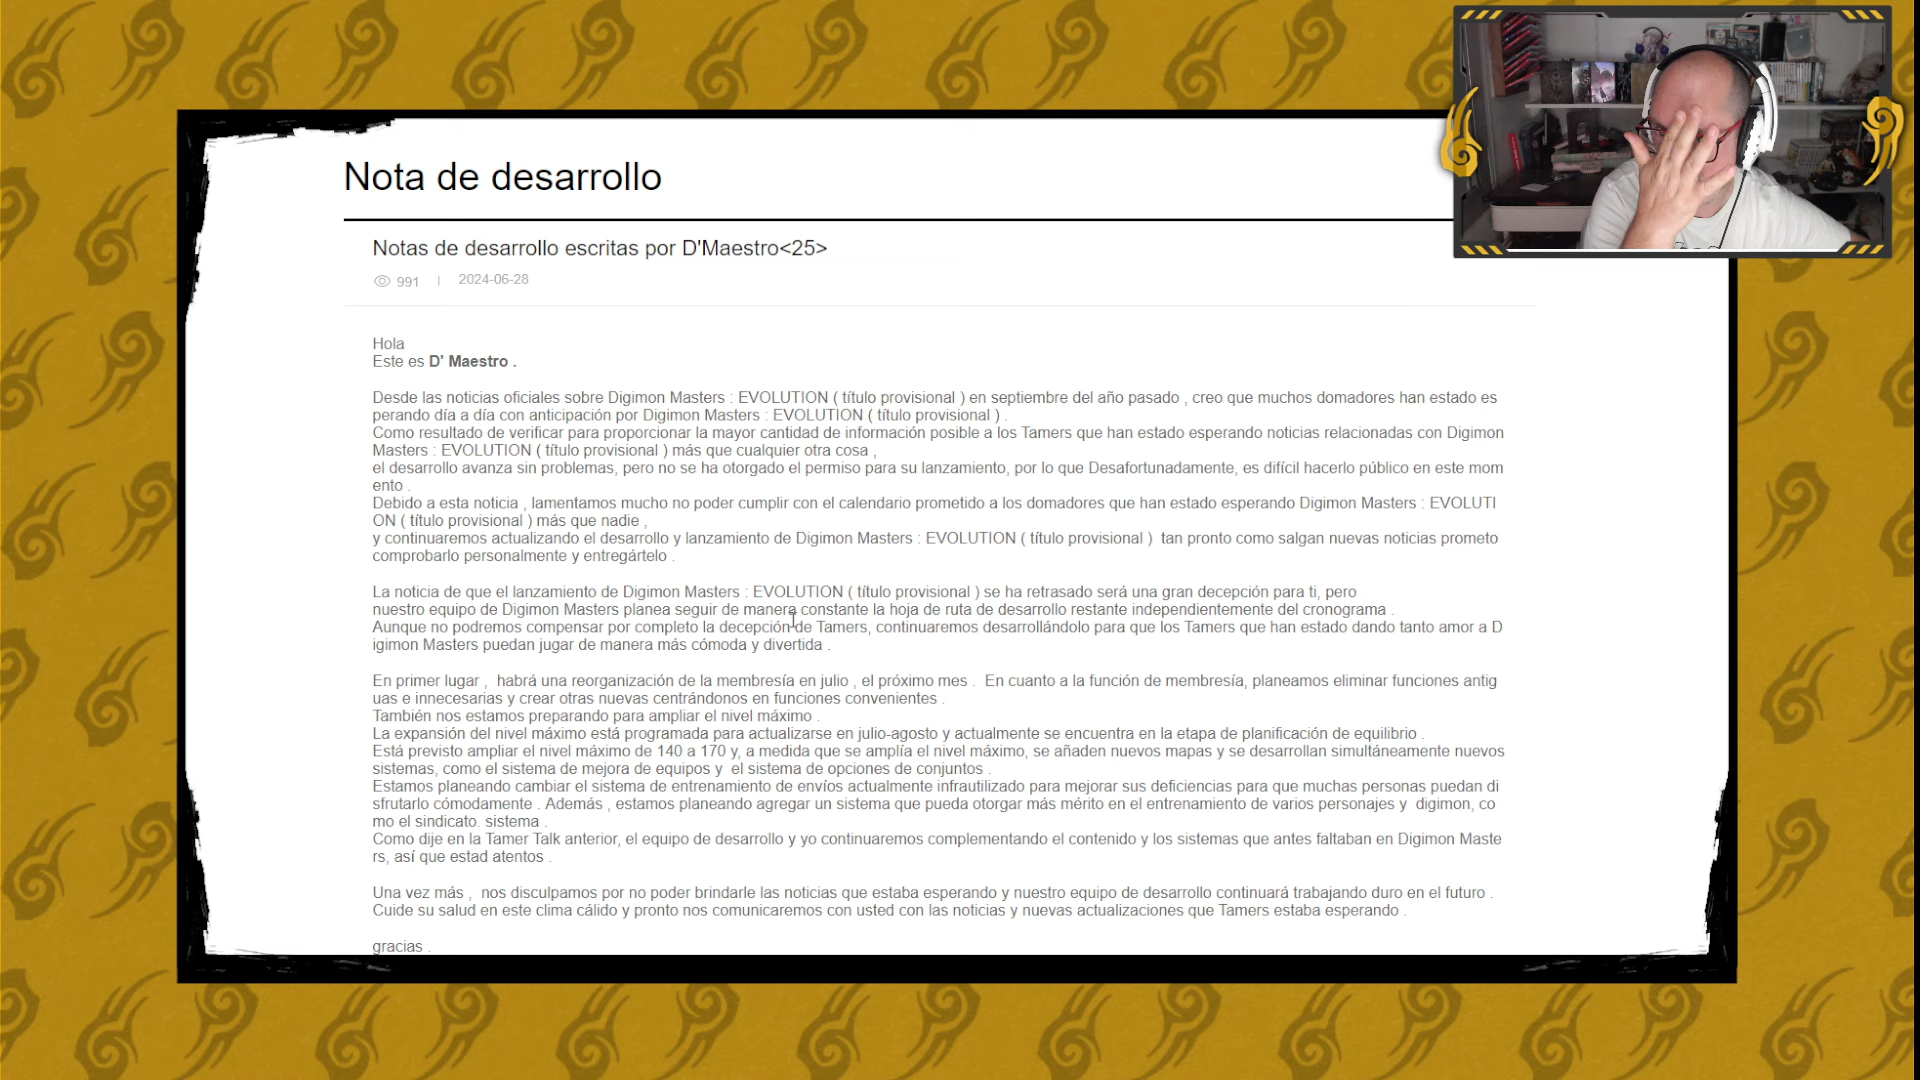 Nota de desarrollo
Notas de desarrollo escritas por D'Maestro<25>
991 | 2024-06-28
Hola
Este es D' Maestro .
Desde las noticias oficiales sobre Digimon Masters : EVOLUTION ( título provisional ) en septiembre del año pasado , creo que muchos domadores han estado es
perando día a día con anticipación por Digimon Masters : EVOLUTION ( título provisional ) .
Como resultado de verificar para proporcionar la mayor cantidad de información posible a los Tamers que han estado esperando noticias relacionadas con Digimon
Masters : EVOLUTION ( título provisional ) más que cualquier otra cosa ,
el desarrollo avanza sin problemas, pero no se ha otorgado el permiso para su lanzamiento, por lo que Desafortunadamente, es difícil hacerlo público en este mom
ento .
Debido a esta noticia , lamentamos mucho no poder cumplir con el calendario prometido a los domadores que han estado esperando Digimon Masters : EVOLUTI
ON ( título provisional ) más que nadie ,
y continuaremos actualizando el desarrollo y lanzamiento de Digimon Masters : EVOLUTION ( título provisional ) tan pronto como salgan nuevas noticias prometo
comprobarlo personalmente y entregártelo .
La noticia de que el lanzamiento de Digimon Masters : EVOLUTION ( título provisional ) se ha retrasado será una gran decepción para ti, pero
nuestro equipo de Digimon Masters planea seguir de manera constante la hoja de ruta de desarrollo restante independientemente del cronograma .
Aunque no podremos compensar por completo la decepción de Tamers, continuaremos desarrollándolo para que los Tamers que han estado dando tanto amor a D
igimon Masters puedan jugar de manera más cómoda y divertida .
En primer lugar , habrá una reorganización de la membresía en julio , el próximo mes . En cuanto a la función de membresía, planeamos eliminar funciones antig
uas e innecesarias y crear otras nuevas centrándonos en funciones convenientes .
También nos estamos preparando para ampliar el nivel máximo .
La expansión del nivel máximo está programada para actualizarse en julio-agosto y actualmente se encuentra en la etapa de planificación de equilibrio .
Está previsto ampliar el nivel máximo de 140 a 170 y, a medida que se amplía el nivel máximo, se añaden nuevos mapas y se desarrollan simultáneamente nuevos
sistemas, como el sistema de mejora de equipos y el sistema de opciones de conjuntos .
Estamos planeando cambiar el sistema de entrenamiento de envíos actualmente infrautilizado para mejorar sus deficiencias para que muchas personas puedan di
sfrutarlo cómodamente . Además , estamos planeando agregar un sistema que pueda otorgar más mérito en el entrenamiento de varios personajes y digimon, co
mo el sindicato. sistema .
Como dije en la Tamer Talk anterior, el equipo de desarrollo y yo continuaremos complementando el contenido y los sistemas que antes faltaban en Digimon Maste
rs, así que estad atentos .
Una vez más , nos disculpamos por no poder brindarle las noticias que estaba esperando y nuestro equipo de desarrollo continuará trabajando duro en el futuro .
Cuide su salud en este clima cálido y pronto nos comunicaremos con usted con las noticias y nuevas actualizaciones que Tamers estaba esperando .
gracias .